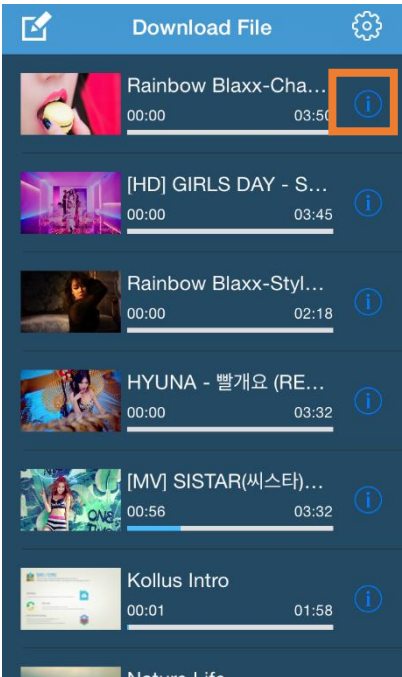 Download File
Rainbow Blaxx-Cha...
00:00 03:50
[HD] GIRLS DAY - S...
00:00 03:45
Rainbow Blaxx-Styl...
00:00 02:18
HYUNA - 빨개요 (RE...
00:00 03:32
[MV] SISTAR(씨스타)...
00:56 03:32
Kollus Intro
00:01 01:58
Nature Life